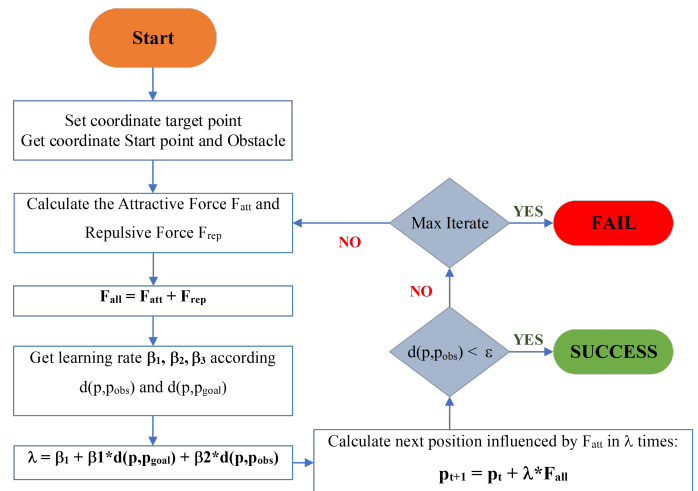 Start
Set coordinate target point
Get coordinate Start point and Obstacle
Calculate the Attractive Force Fatt and
Repulsive Force Frep
Fall = Fatt + Frep
Get learning rate β1, β2, β3 according
d(p,pobs) and d(p,pgoal)
λ = β1 + β1*d(p,pgoal) + β2*d(p,pobs)
Calculate next position influenced by Fatt in λ times:
pt+1 = pt + λ*Fall
d(p,pobs) < ε
YES
SUCCESS
NO
Max Iterate
YES
FAIL
NO